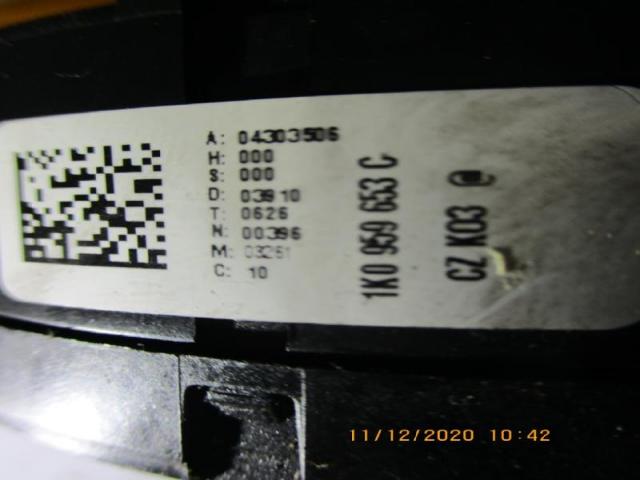 A: 04303506
H: 000
S: 000
D: 03910
T: 0626
N: 00396
M: 03261
C: 10
1K0 959 653 C
CZ K03 @
11/12/2020 10:42